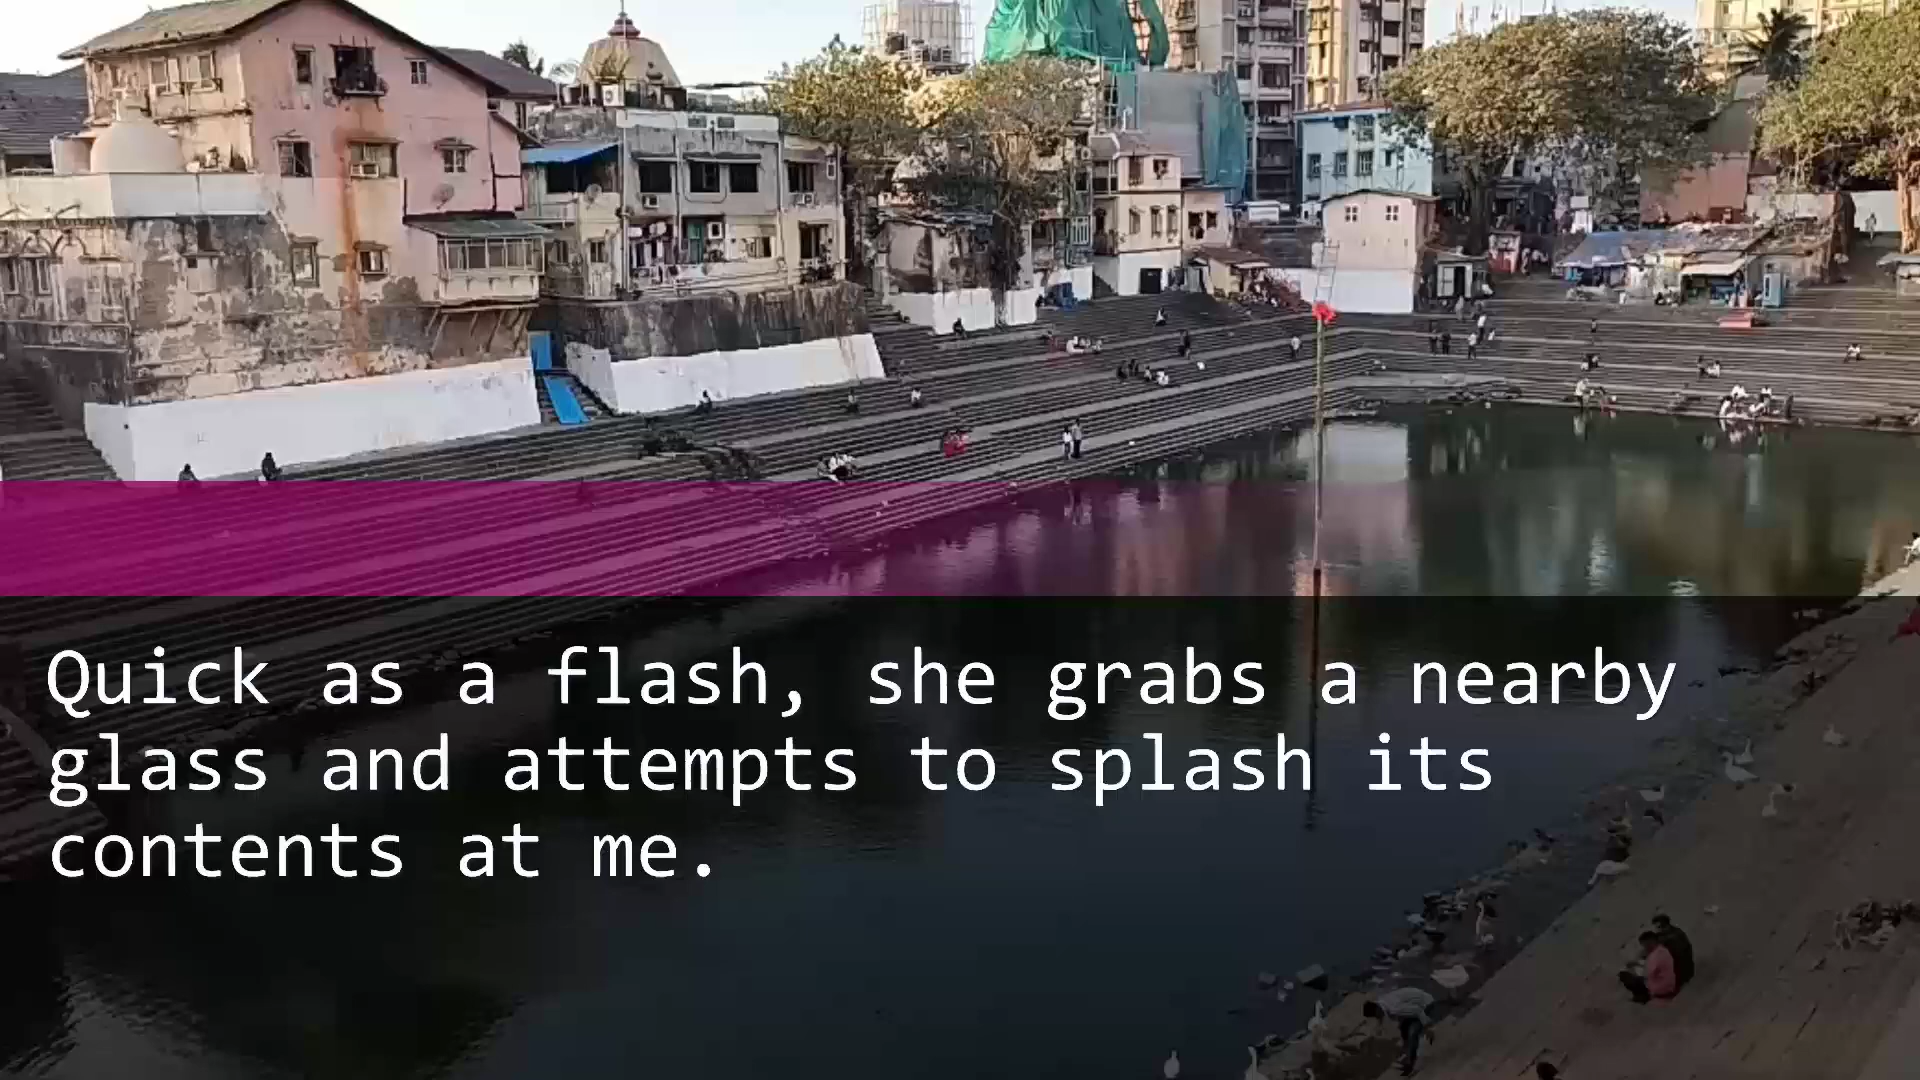 Quick as a flash, she grabs a nearby
glass and attempts to splash its
contents at me.